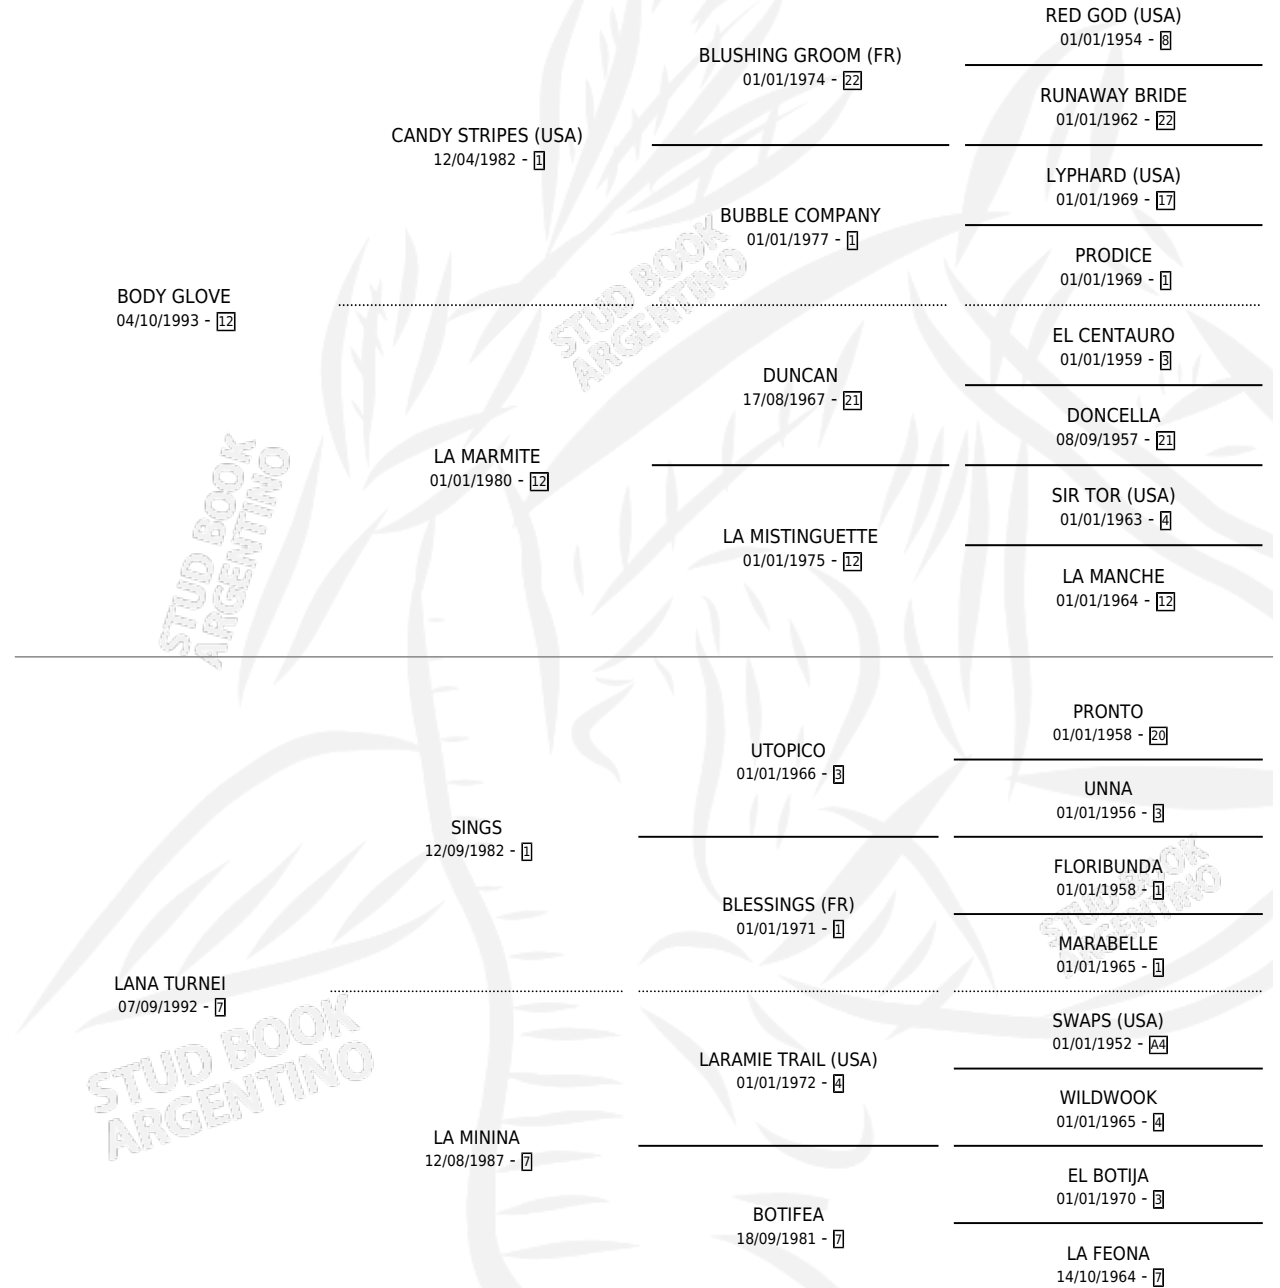 RED GOD (USA)
01/01/1954 - 8
BLUSHING GROOM (FR)
01/01/1974 - 22
RUNAWAY BRIDE
01/01/1962 - 22
CANDY STRIPES (USA)
12/04/1982 - 1
LYPHARD (USA)
01/01/1969 - 17
BUBBLE COMPANY
01/01/1977 - 1
PRODICE
01/01/1969 - 1
BODY GLOVE
04/10/1993 - 12
EL CENTAURO
01/01/1959 - 3
DUNCAN
17/08/1967 - 21
DONCELLA
08/09/1957 - 21
LA MARMITE
01/01/1980 - 12
SIR TOR (USA)
01/01/1963 - 4
LA MISTINGUETTE
01/01/1975 - 12
LA MANCHE
01/01/1964 - 12
PRONTO
01/01/1958 - 20
UTOPICO
01/01/1966 - 3
UNNA
01/01/1956 - 3
SINGS
12/09/1982 - 1
FLORIBUNDA
01/01/1958 - 1
BLESSINGS (FR)
01/01/1971 - 1
MARABELLE
01/01/1965 - 1
LANA TURNEI
07/09/1992 - 7
SWAPS (USA)
01/01/1952 - A4
LARAMIE TRAIL (USA)
01/01/1972 - 4
WILDWOOK
01/01/1965 - 4
LA MININA
12/08/1987 - 7
EL BOTIJA
01/01/1970 - 3
BOTIFEA
18/09/1981 - 7
LA FEONA
14/10/1964 - 7
STUD BOOK
ARGENTINO
STUD BOOK
ARGENTINO
STUD BOOK
ARGENTINO
STUD BOOK
ARGENTINO